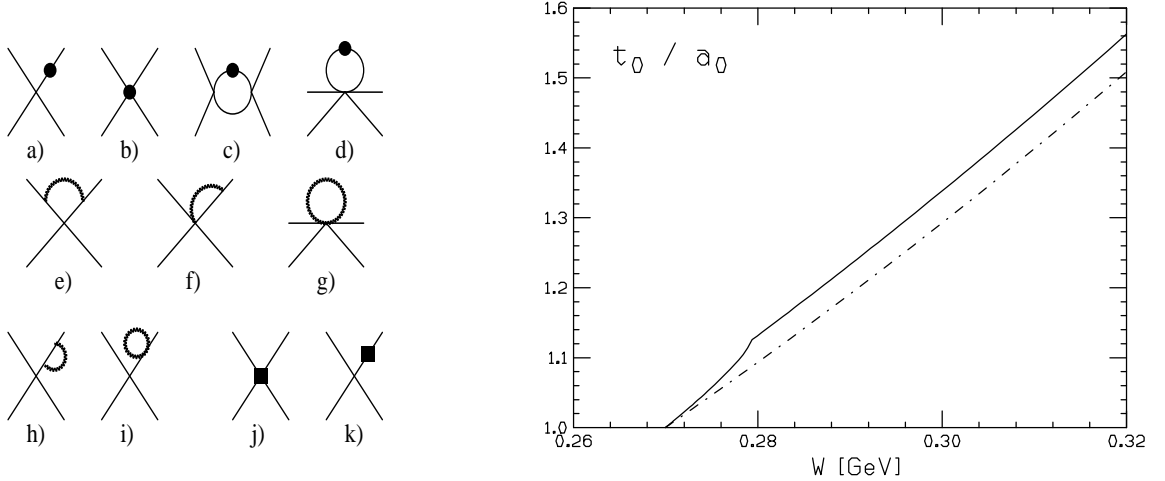 a) b) c) d)
e) f) g)
h) i) j) k)
t₀ / a₀
1.6
1.5
1.4
1.3
1.2
1.1
1.0
0.26 0.28 0.30 0.32
W [GeV]